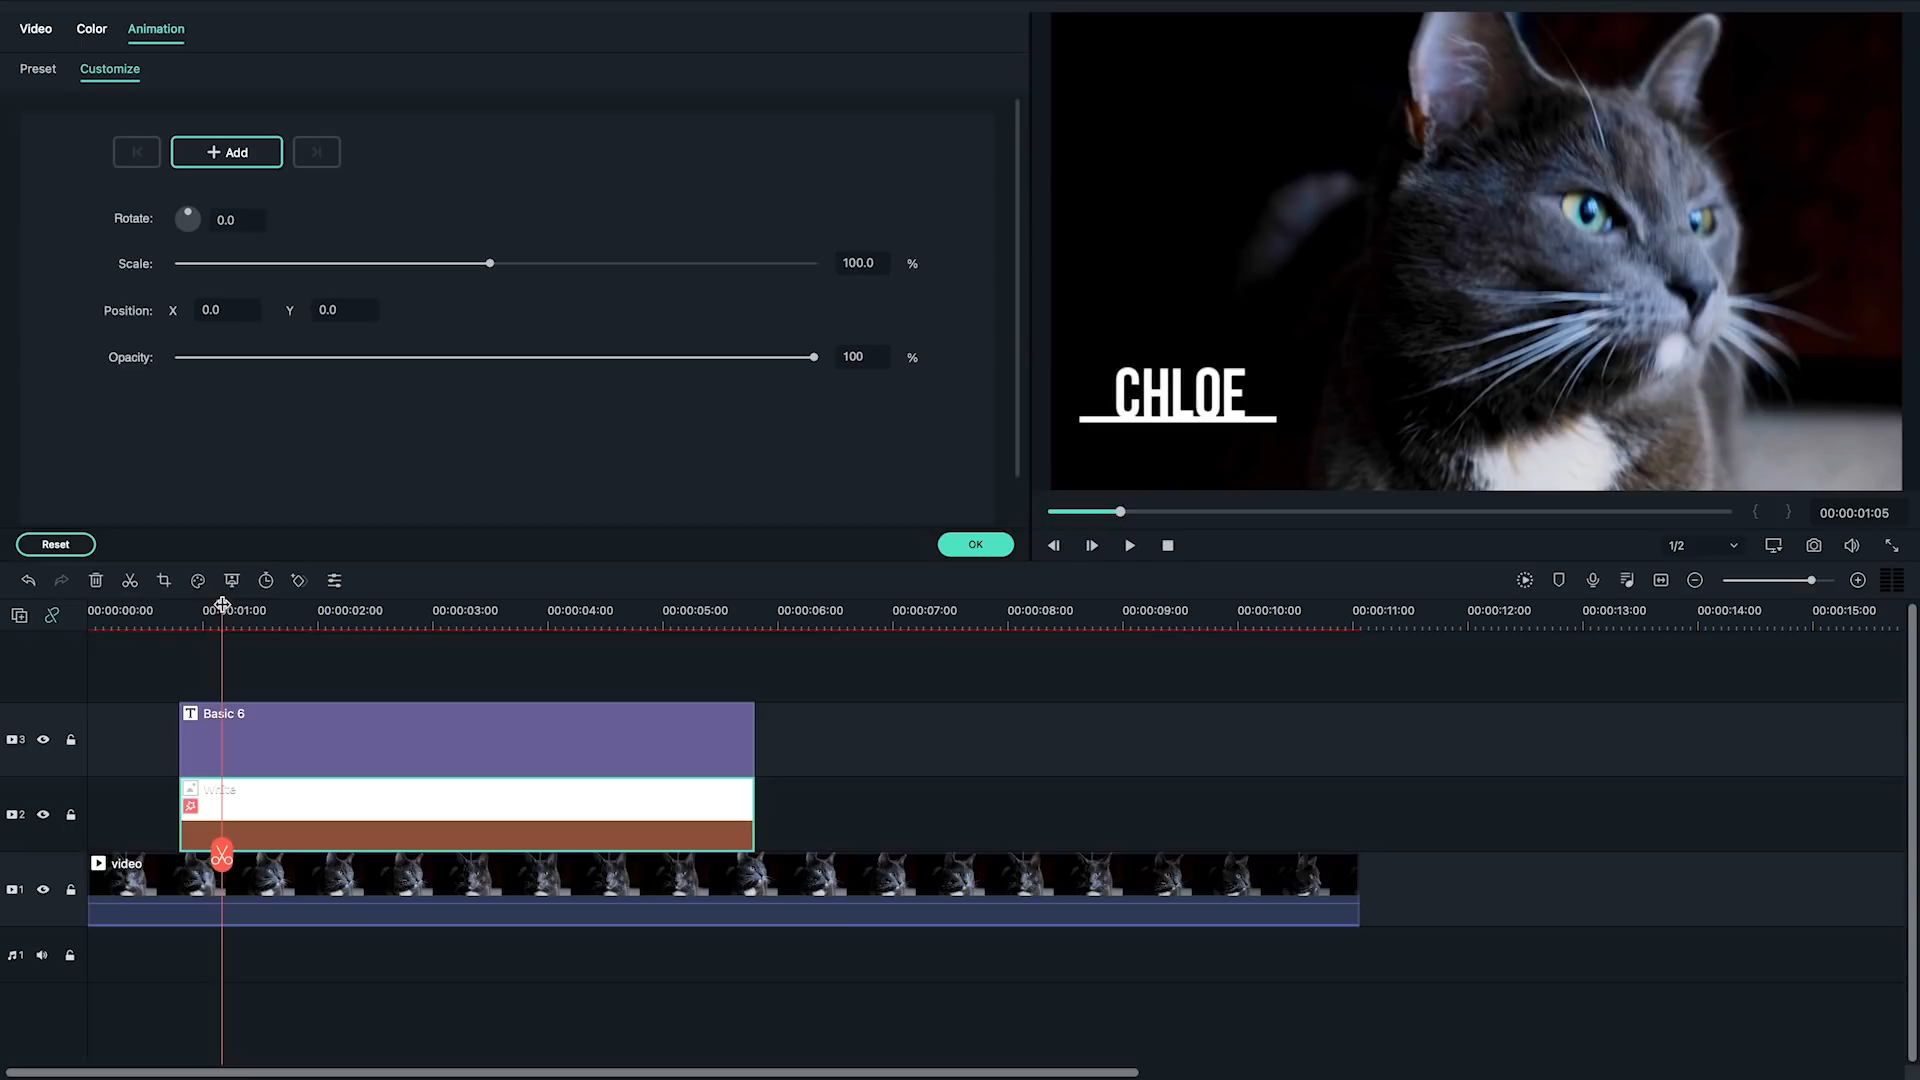 Video Color Animation
Preset Customize
+ Add
Rotate: 0.0
Scale: 100.0 %
Position: X 0.0 Y 0.0
Opacity: 100 %
CHLOE
Reset OK
{ } 00:00:01:05
1/2
00:00:00:00 00:00:01:00 00:00:02:00 00:00:03:00 00:00:04:00 00:00:05:00 00:00:06:00 00:00:07:00 00:00:08:00 00:00:09:00 00:00:10:00 00:00:11:00 00:00:12:00 00:00:13:00 00:00:14:00 00:00:15:00
T Basic 6
3
White
2
video
1
1